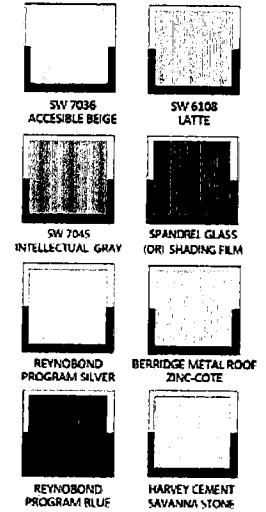 SW 7036
ACCESIBLE BEIGE
SW 6108
LATTE
SW 7045
INTELLECTUAL GRAY
SPANDREL GLASS
(OR) SHADING FILM
REYNOBOND
PROGRAM SILVER
BERRIDGE METAL ROOF
ZINC-COTE
REYNOBOND
PROGRAM BLUE
HARVEY CEMENT
SAVANNA STONE